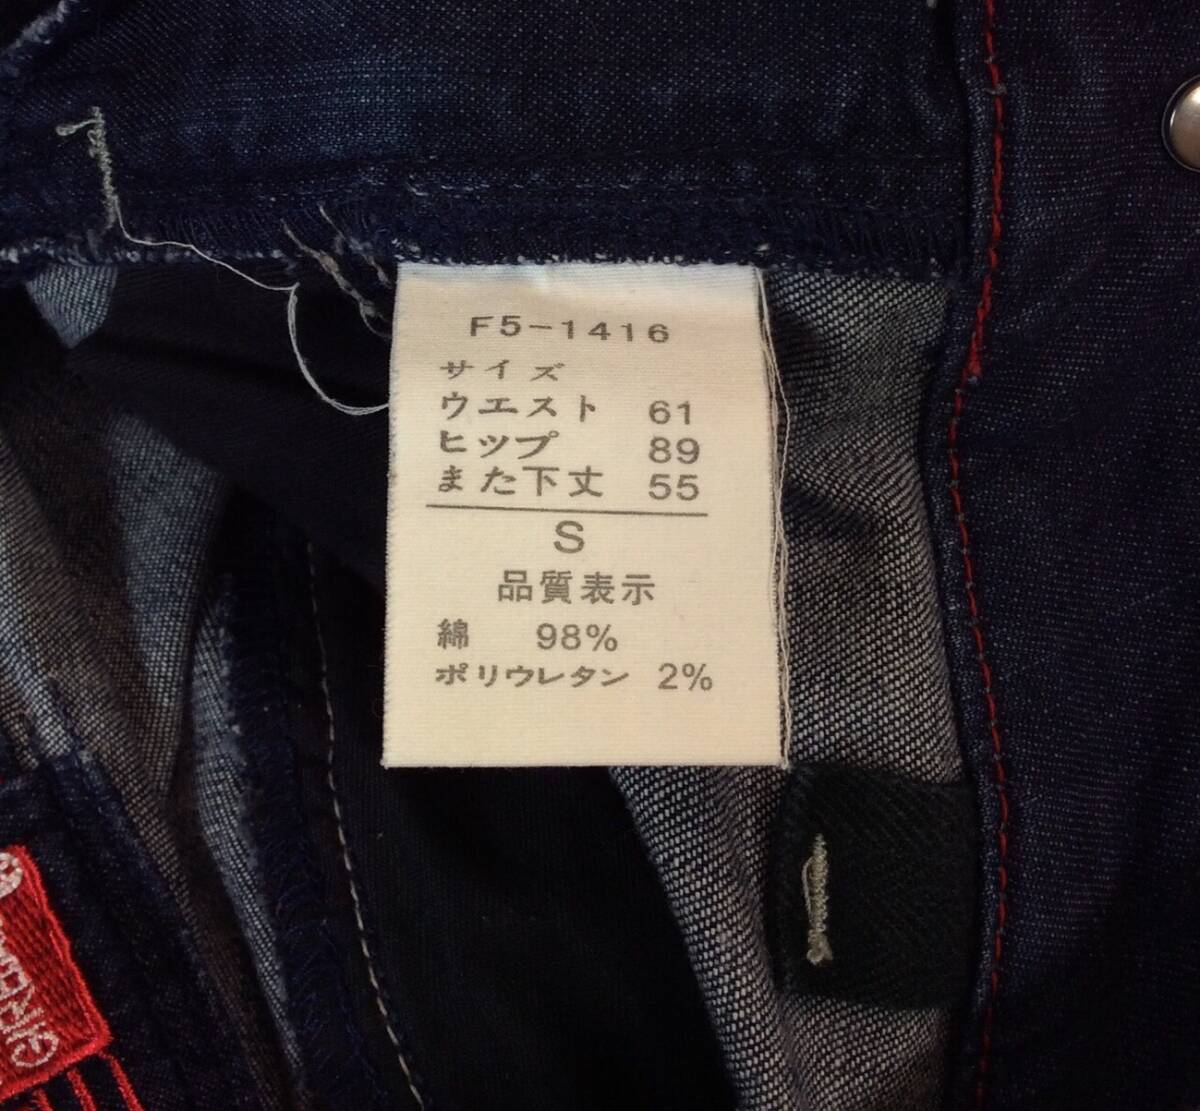 F5-1416
サイズ
ウエスト 61
ヒップ 89
また下丈 55
S
品質表示
綿 98%
ポリウレタン 2%